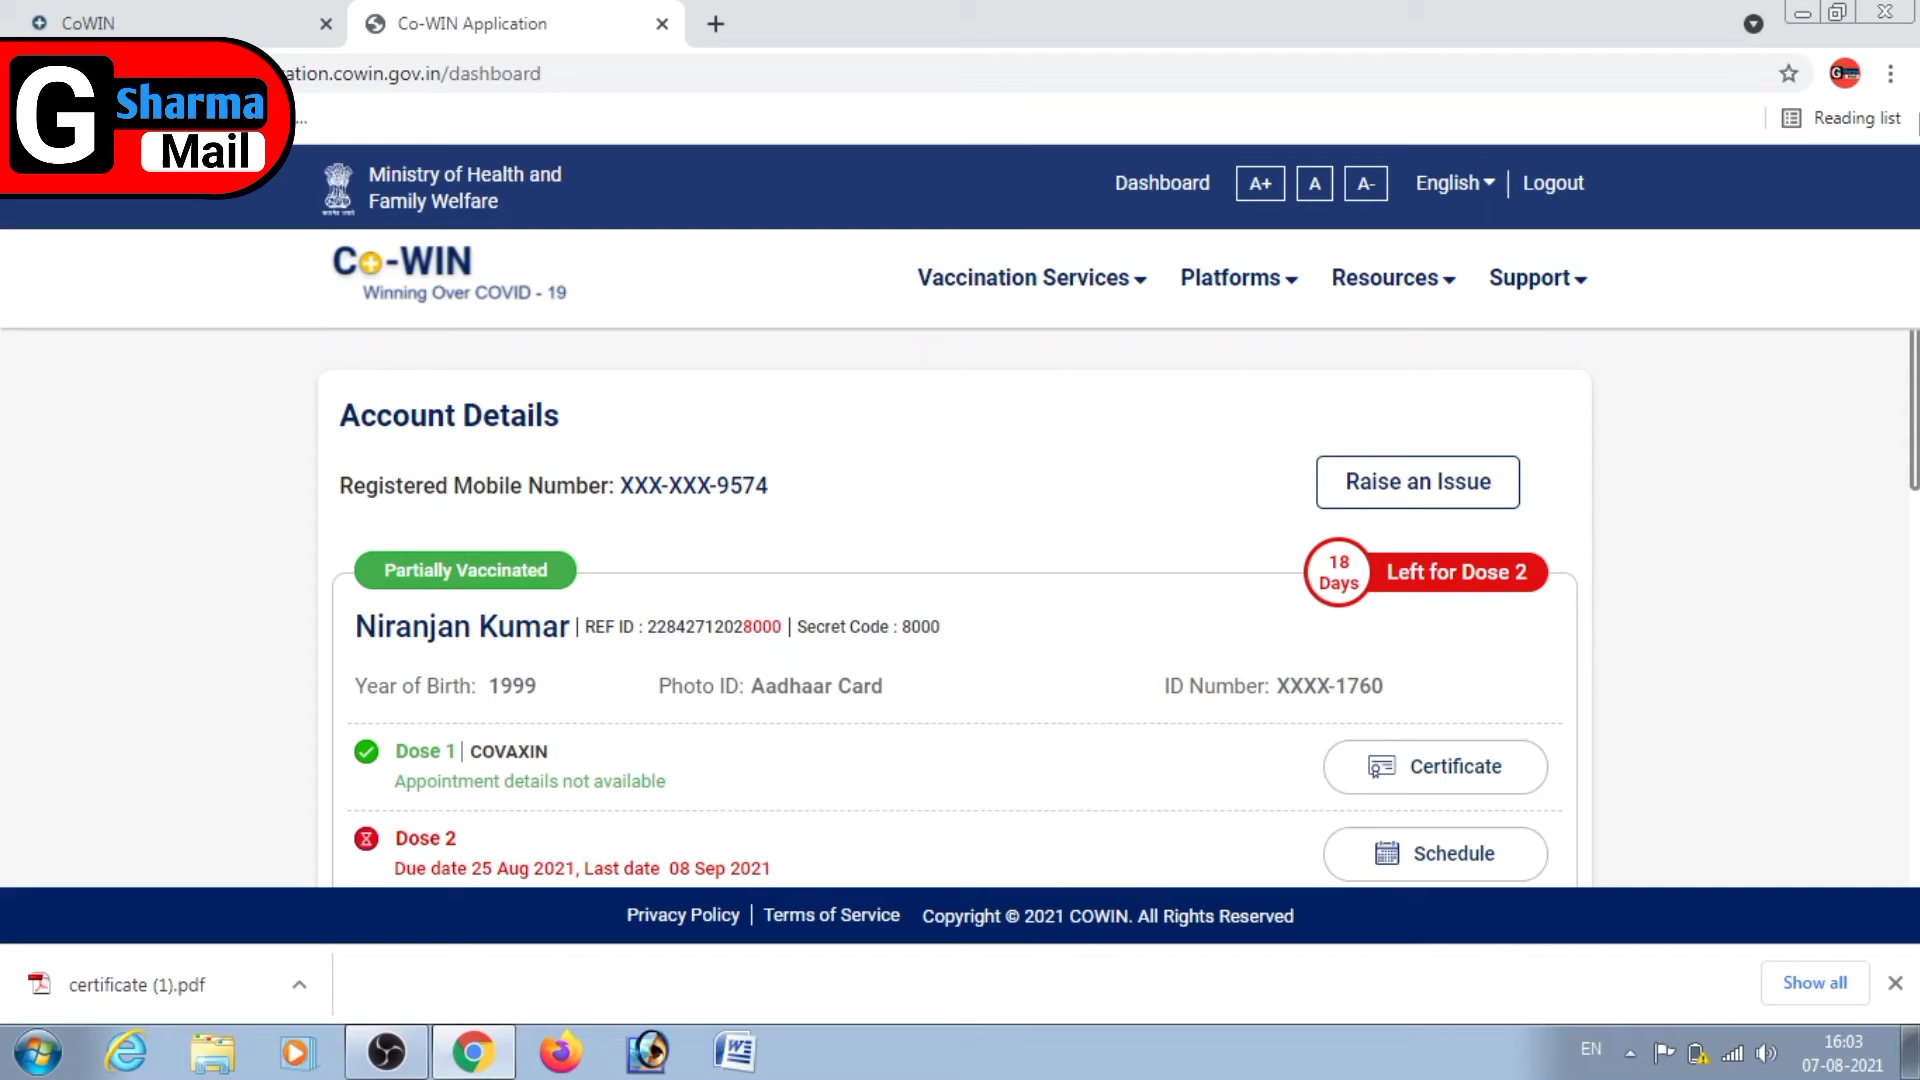 CoWIN
Co-WIN Application
ation.cowin.gov.in/dashboard
G Sharma
Mail
...
Reading list
Ministry of Health and
Family Welfare
Dashboard
A+
A
A-
English
Logout
Co-WIN
Winning Over COVID - 19
Vaccination Services
Platforms
Resources
Support
Account Details
Registered Mobile Number: XXX-XXX-9574
Raise an Issue
Partially Vaccinated
18
Days
Left for Dose 2
Niranjan Kumar | REF ID : 22842712028000 | Secret Code : 8000
Year of Birth: 1999
Photo ID: Aadhaar Card
ID Number: XXXX-1760
Dose 1 | COVAXIN
Appointment details not available
Certificate
Dose 2
Due date 25 Aug 2021, Last date 08 Sep 2021
Schedule
Privacy Policy | Terms of Service Copyright © 2021 COWIN. All Rights Reserved
certificate (1).pdf
Show all
EN
16:03
07-08-2021